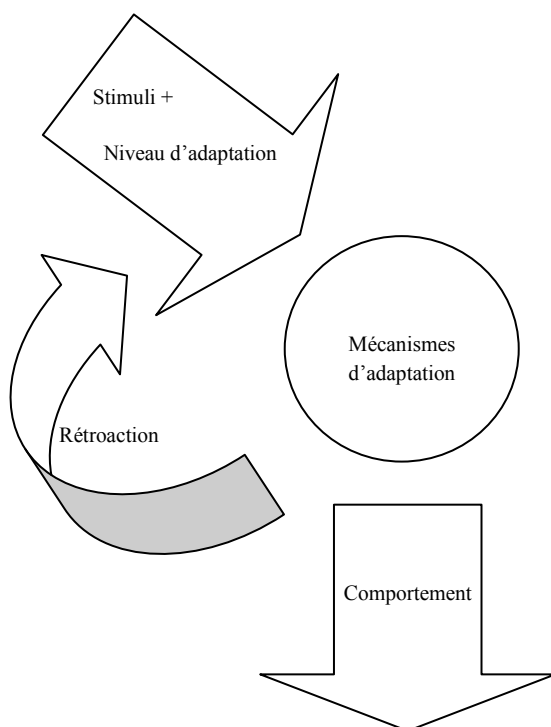 Stimuli +
Niveau d’adaptation
Mécanismes
d’adaptation
Rétroaction
Comportement